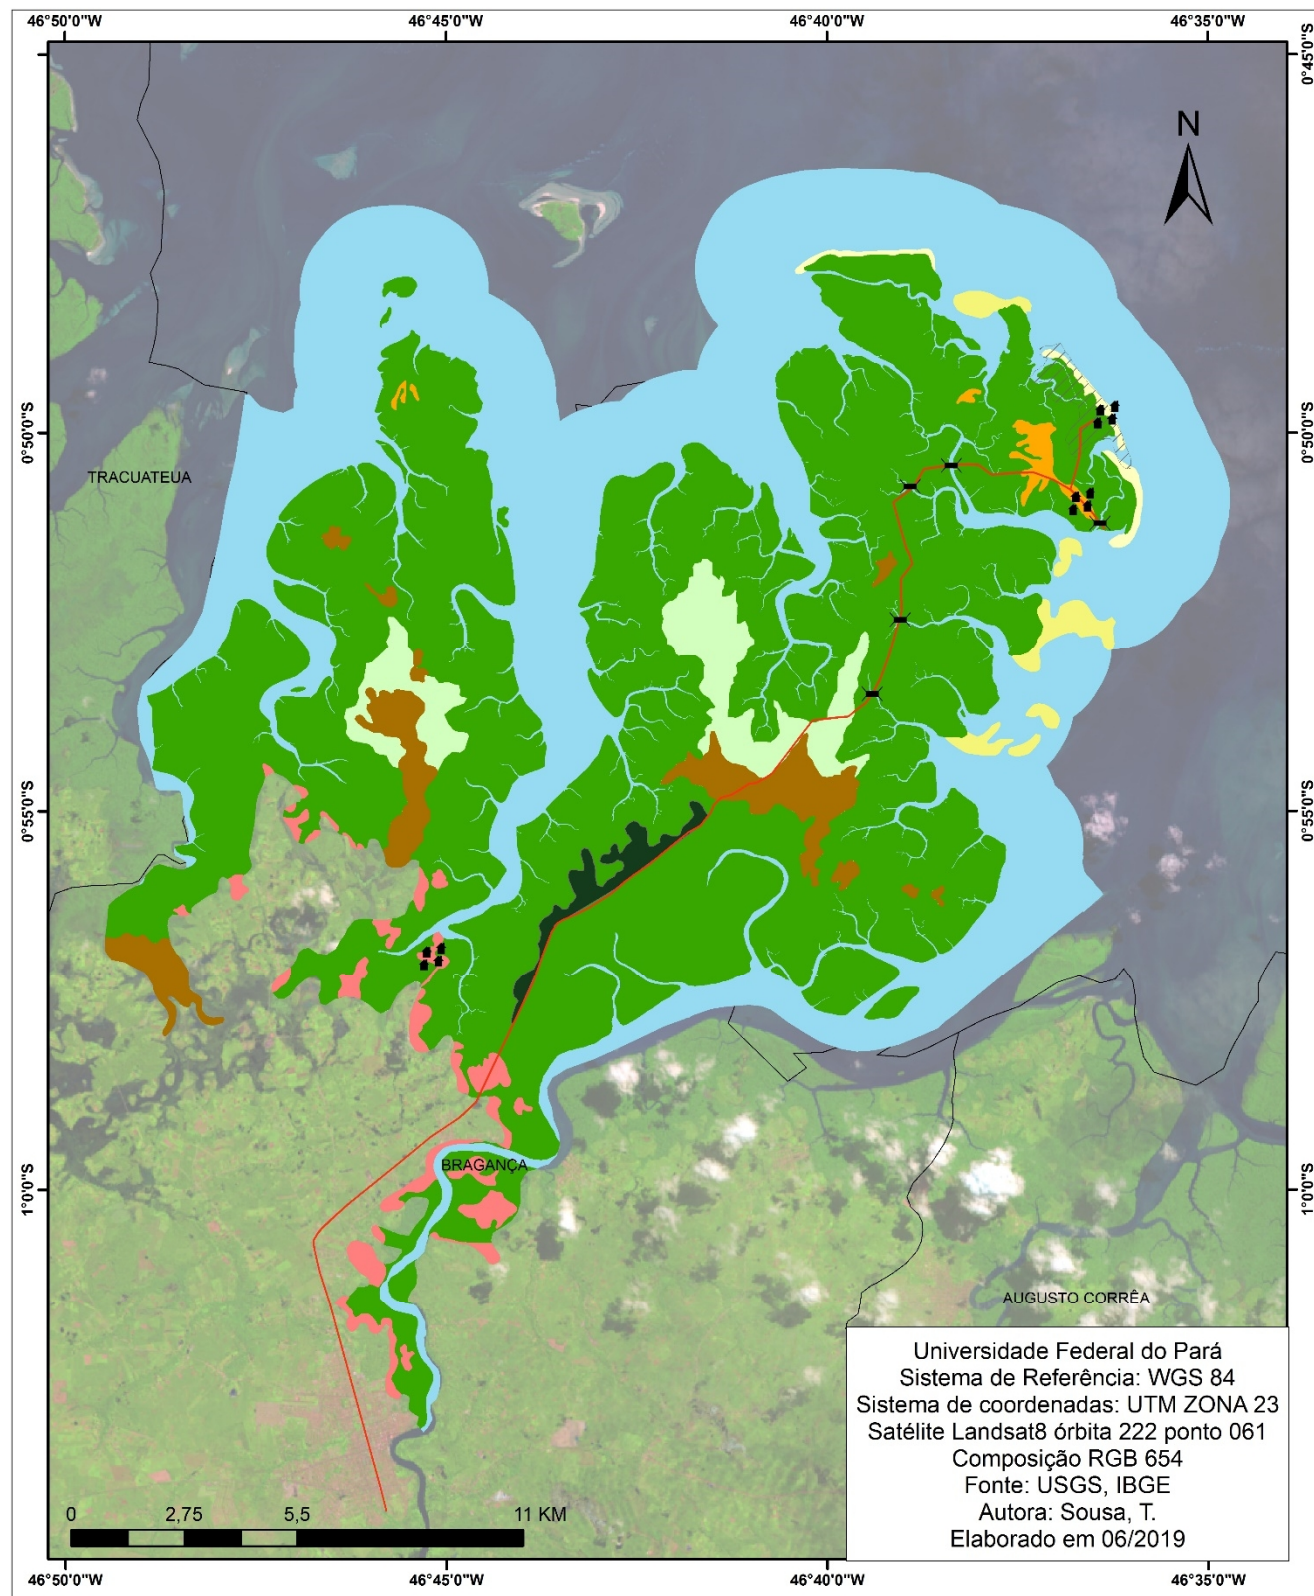 46°50'0"W
46°45'0"W
46°40'0"W
46°35'0"W
0°45'0"S
N
0°50'0"S
0°50'0"S
TRACUATEUA
0°55'0"S
0°55'0"S
BRAGANÇA
1°0'0"S
1°0'0"S
AUGUSTO CORRÊA
Universidade Federal do Pará
Sistema de Referência: WGS 84
Sistema de coordenadas: UTM ZONA 23
Satélite Landsat8 órbita 222 ponto 061
Composição RGB 654
Fonte: USGS, IBGE
Autora: Sousa, T.
Elaborado em 06/2019
0 2,75 5,5 11 KM
46°50'0"W
46°45'0"W
46°40'0"W
46°35'0"W